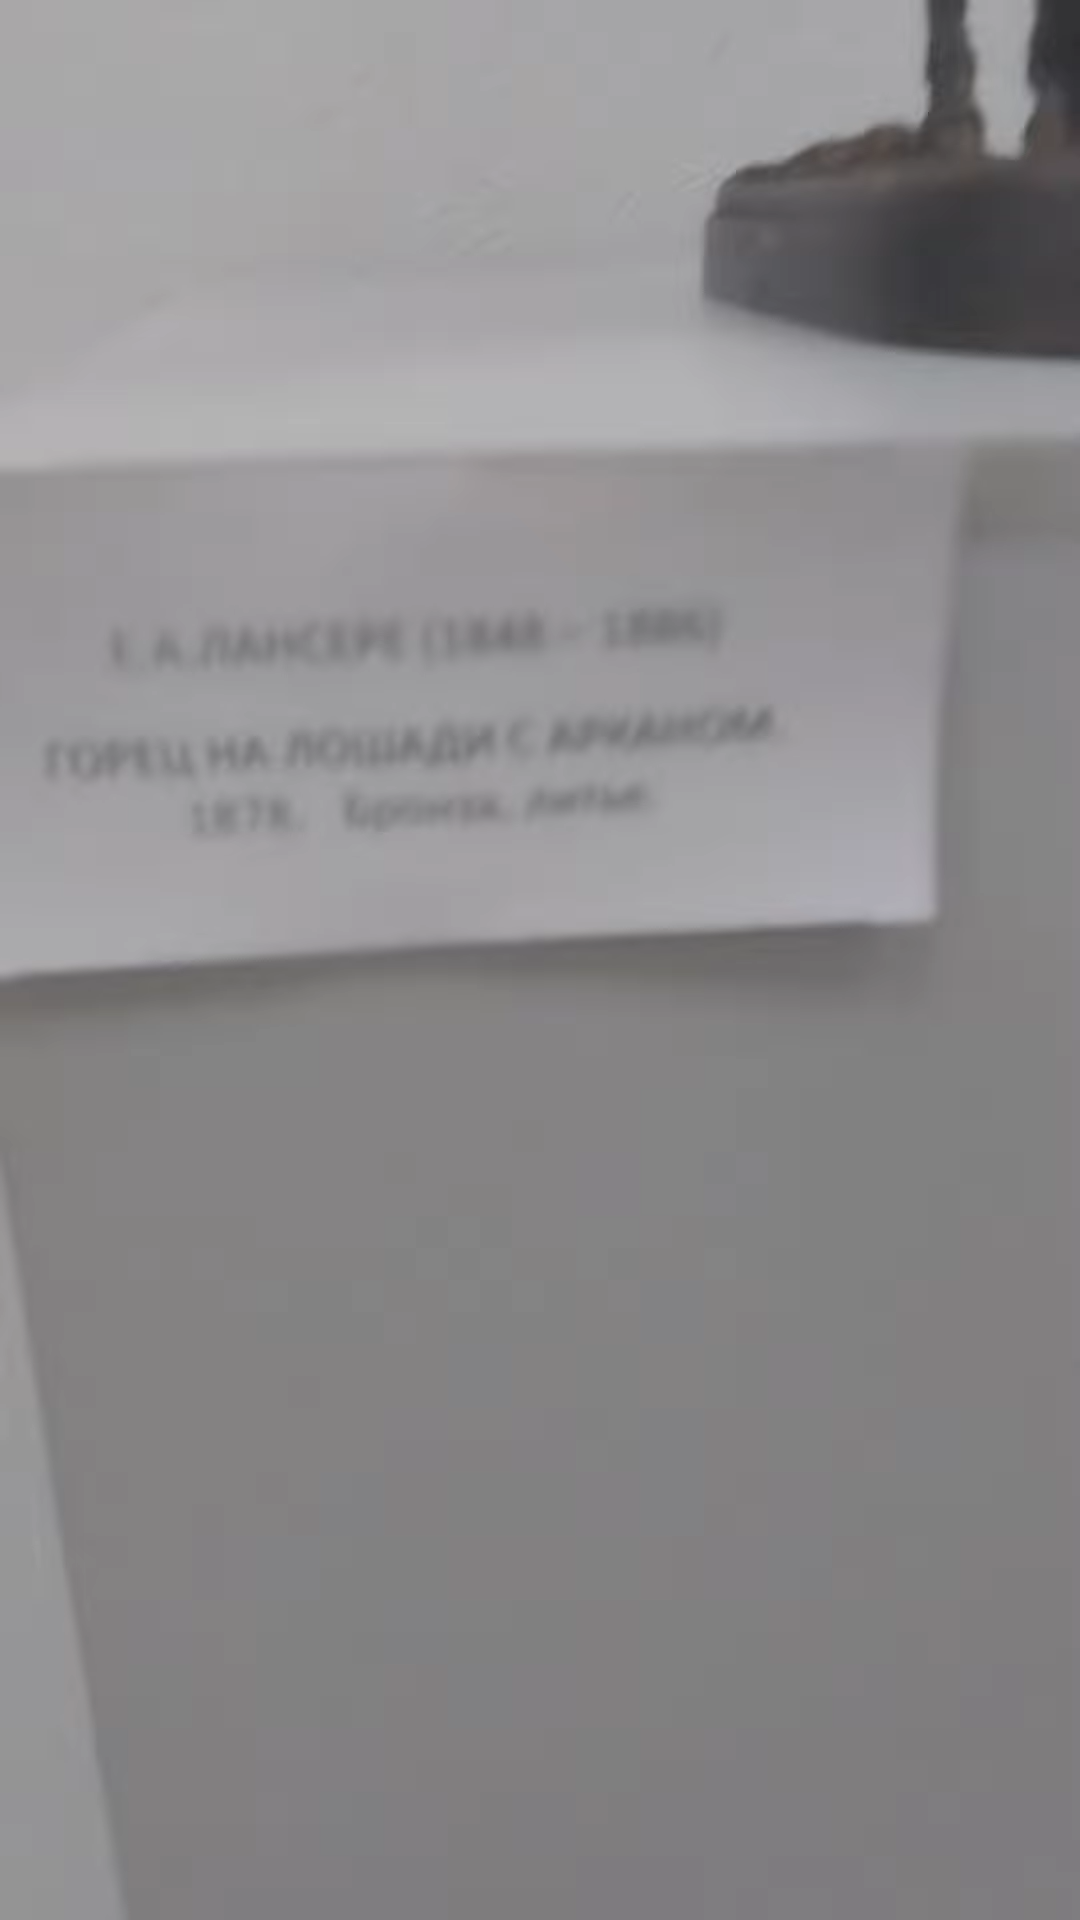 Е. А.ЛАНСЕРЕ (1848 – 1886)
ГОРЕЦ НА ЛОШАДИ С АРКАНОМ.
1878. Бронза, литье.